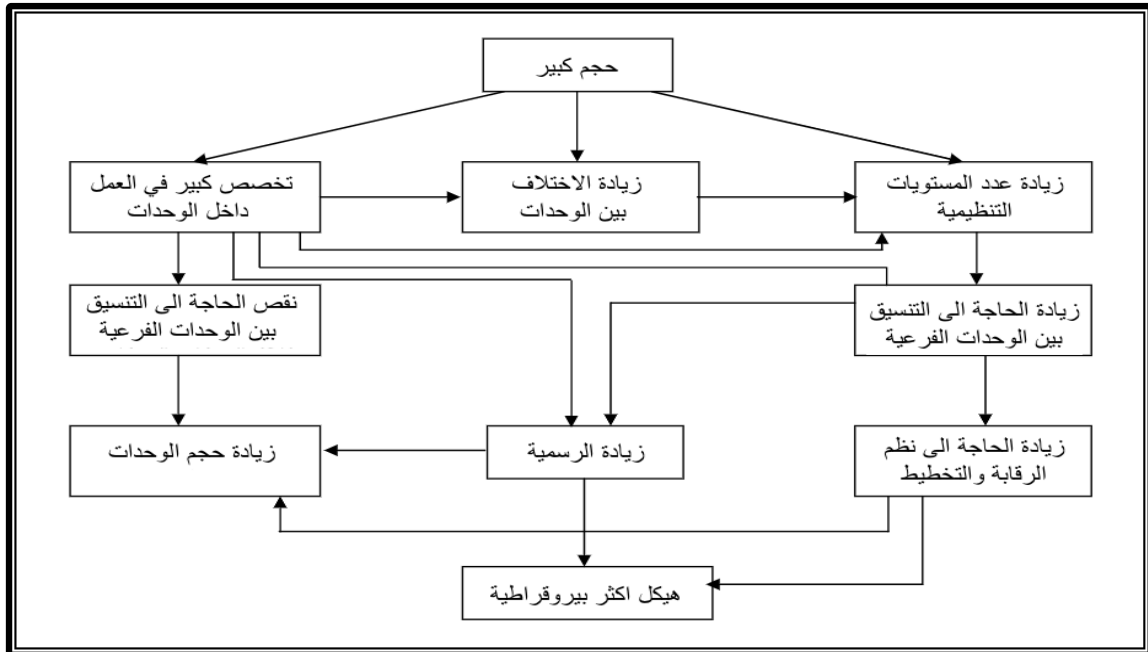 حجم كبير
زيادة عدد المستويات
التنظيمية
زيادة الاختلاف
بين الوحدات
تخصص كبير في العمل
داخل الوحدات
زيادة الحاجة الى التنسيق
بين الوحدات الفرعية
نقص الحاجة الى التنسيق
بين الوحدات الفرعية
زيادة الحاجة الى نظم
الرقابة والتخطيط
زيادة الرسمية
زيادة حجم الوحدات
هيكل اكثر بيروقراطية